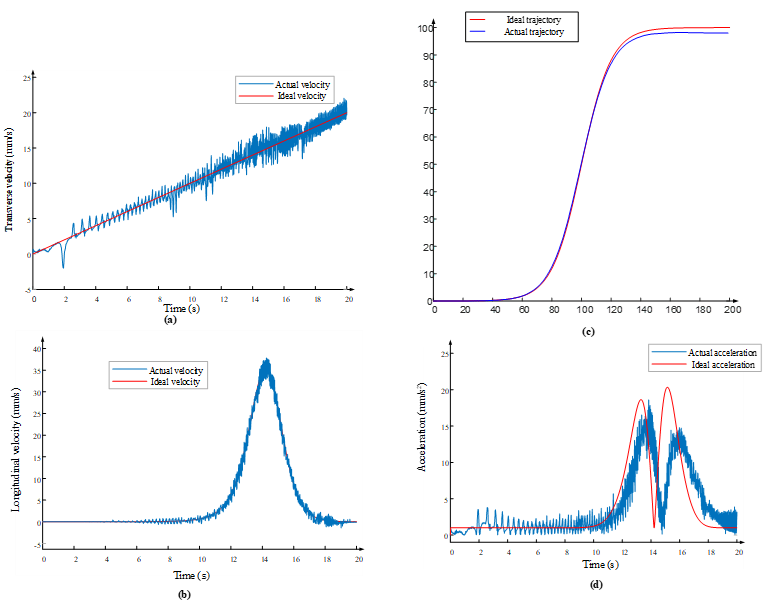 Actual velocity
Ideal velocity
Transverse velocity (mm/s)
25
20
15
10
5
0
-5
0 2 4 6 8 10 12 14 16 18 20
Time (s)
(a)
Ideal trajectory
Actual trajectory
100
90
80
70
60
50
40
30
20
10
0
0 20 40 60 80 100 120 140 160 180 200
(c)
Actual velocity
Ideal velocity
Longitudinal velocity (mm/s)
40
35
30
25
20
15
10
5
0
-5
0 2 4 6 8 10 12 14 16 18 20
Time (s)
(b)
Actual acceleration
Ideal acceleration
Acceleration (mm/s²)
25
20
15
10
5
0
0 2 4 6 8 10 12 14 16 18 20
Time (s)
(d)